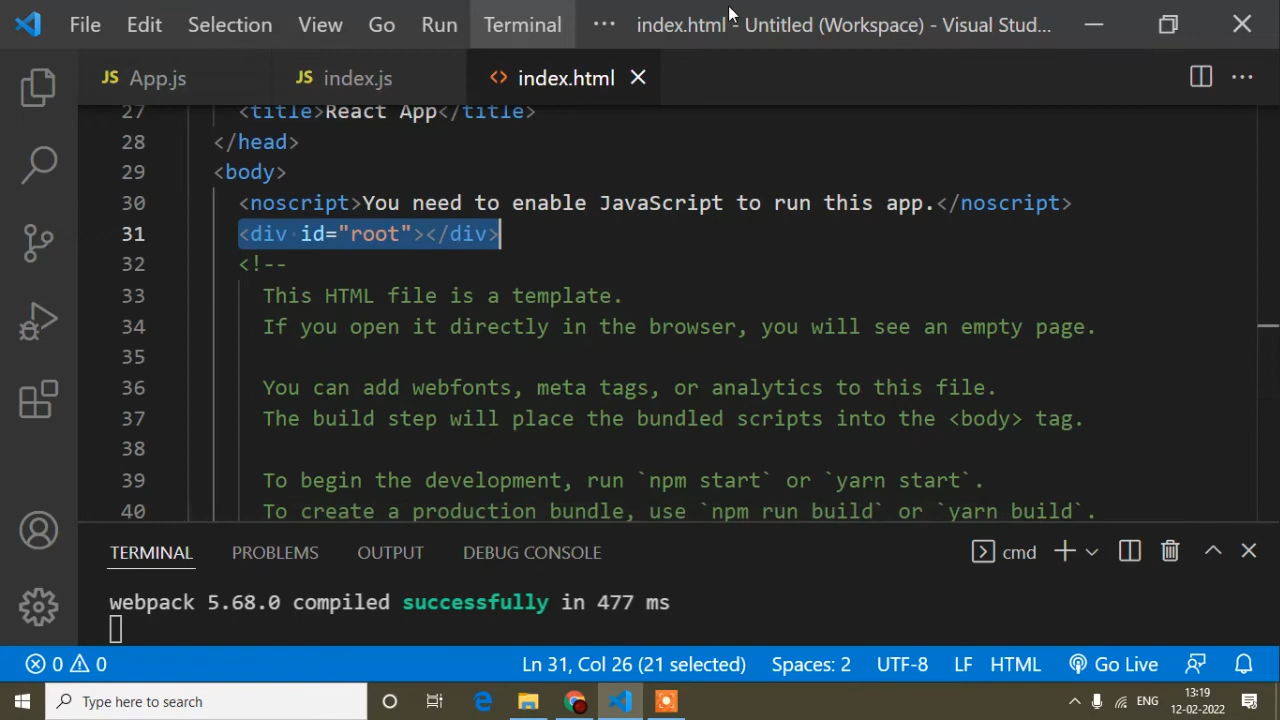 File Edit Selection View Go Run Terminal ··· index.html - Untitled (Workspace) - Visual Stud...
JS App.js JS index.js <> index.html
27 <title>React App</title>
28 </head>
29 <body>
30 <noscript>You need to enable JavaScript to run this app.</noscript>
31 <div id="root"></div>
32 <!--
33 This HTML file is a template.
34 If you open it directly in the browser, you will see an empty page.
35
36 You can add webfonts, meta tags, or analytics to this file.
37 The build step will place the bundled scripts into the <body> tag.
38
39 To begin the development, run `npm start` or `yarn start`.
40 To create a production bundle, use `npm run build` or `yarn build`.
TERMINAL PROBLEMS OUTPUT DEBUG CONSOLE cmd
webpack 5.68.0 compiled successfully in 477 ms
0 0 Ln 31, Col 26 (21 selected) Spaces: 2 UTF-8 LF HTML Go Live
Type here to search ENG 13:19
12-02-2022